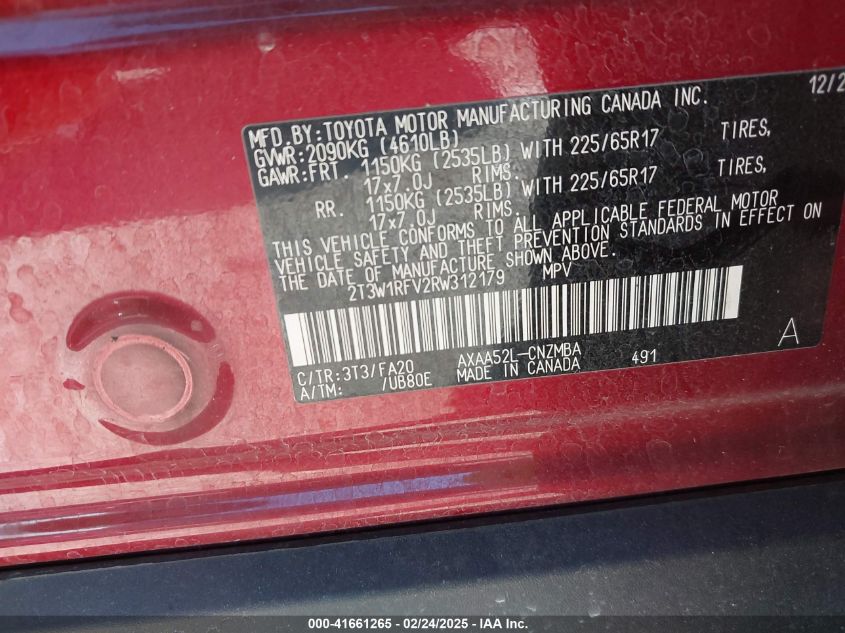 12/2
MFD.BY:TOYOTA MOTOR MANUFACTURING CANADA INC.
GVWR:2090KG (4610LB)
GAWR:FRT. 1150KG (2535LB) WITH 225/65R17 TIRES,
17x7.0J RIMS.
RR. 1150KG (2535LB) WITH 225/65R17 TIRES,
17x7.0J RIMS.
THIS VEHICLE CONFORMS TO ALL APPLICABLE FEDERAL MOTOR
VEHICLE SAFETY AND THEFT PREVENTION STANDARDS IN EFFECT ON
THE DATE OF MANUFACTURE SHOWN ABOVE.
2T3W1RFV2RW312179 MPV
C/TR:3T3/FA20 AXAA52L-CNZMBA 491 A
A/TM: /UB80E MADE IN CANADA
000-41661265 - 02/24/2025 - IAA Inc.